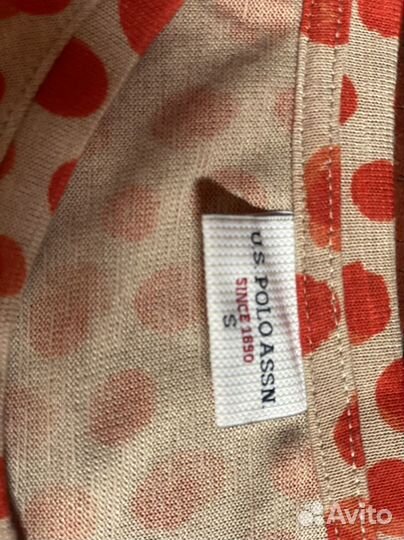 U.S. POLO ASSN.
SINCE 1890
S
Avito